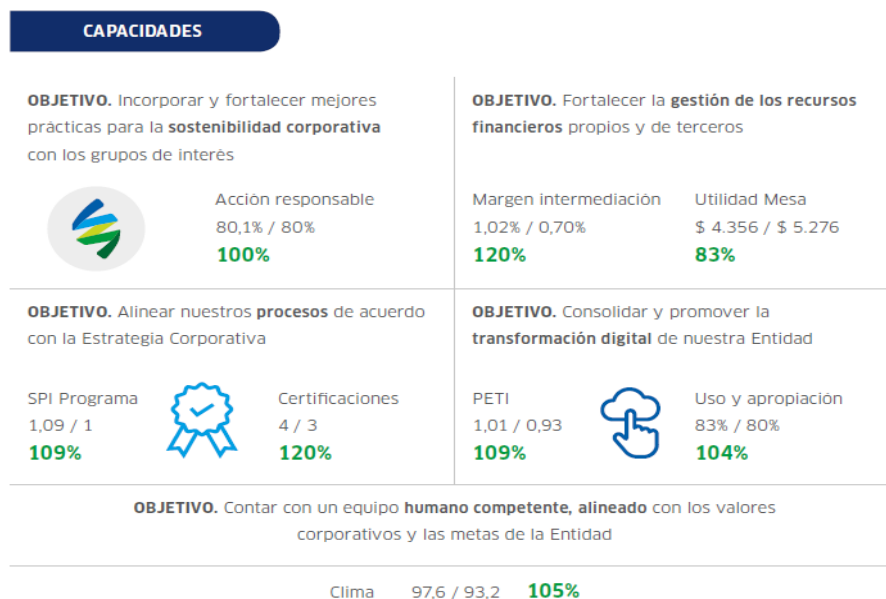 CAPACIDADES
OBJETIVO. Incorporar y fortalecer mejores
prácticas para la sostenibilidad corporativa
con los grupos de interés
Acción responsable
80,1% / 80%
100%
OBJETIVO. Fortalecer la gestión de los recursos
financieros propios y de terceros
Margen intermediación
1,02% / 0,70%
120%
Utilidad Mesa
$ 4.356 / $ 5.276
83%
OBJETIVO. Alinear nuestros procesos de acuerdo
con la Estrategia Corporativa
SPI Programa
1,09 / 1
109%
Certificaciones
4 / 3
120%
OBJETIVO. Consolidar y promover la
transformación digital de nuestra Entidad
PETI
1,01 / 0,93
109%
Uso y apropiación
83% / 80%
104%
OBJETIVO. Contar con un equipo humano competente, alineado con los valores
corporativos y las metas de la Entidad
Clima 97,6 / 93,2 105%